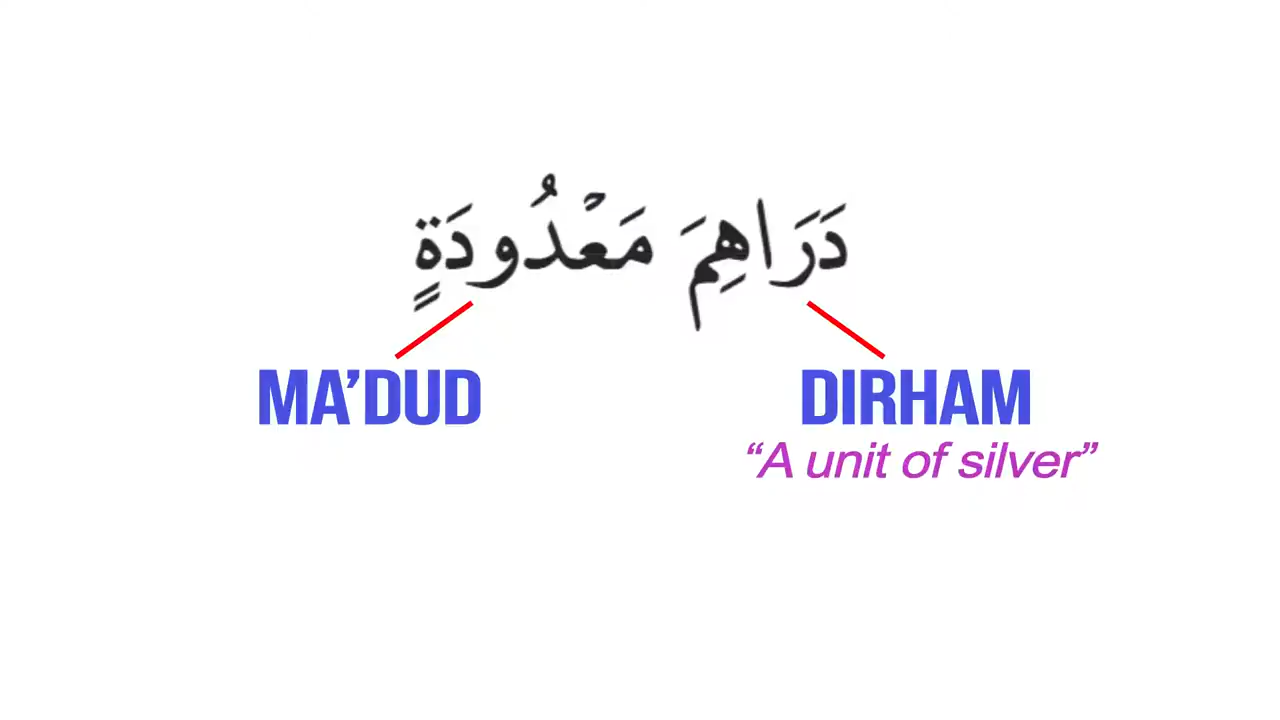 دَرَاهِمَ مَعْدُودَةٍ
MA’DUD
DIRHAM
“A unit of silver”